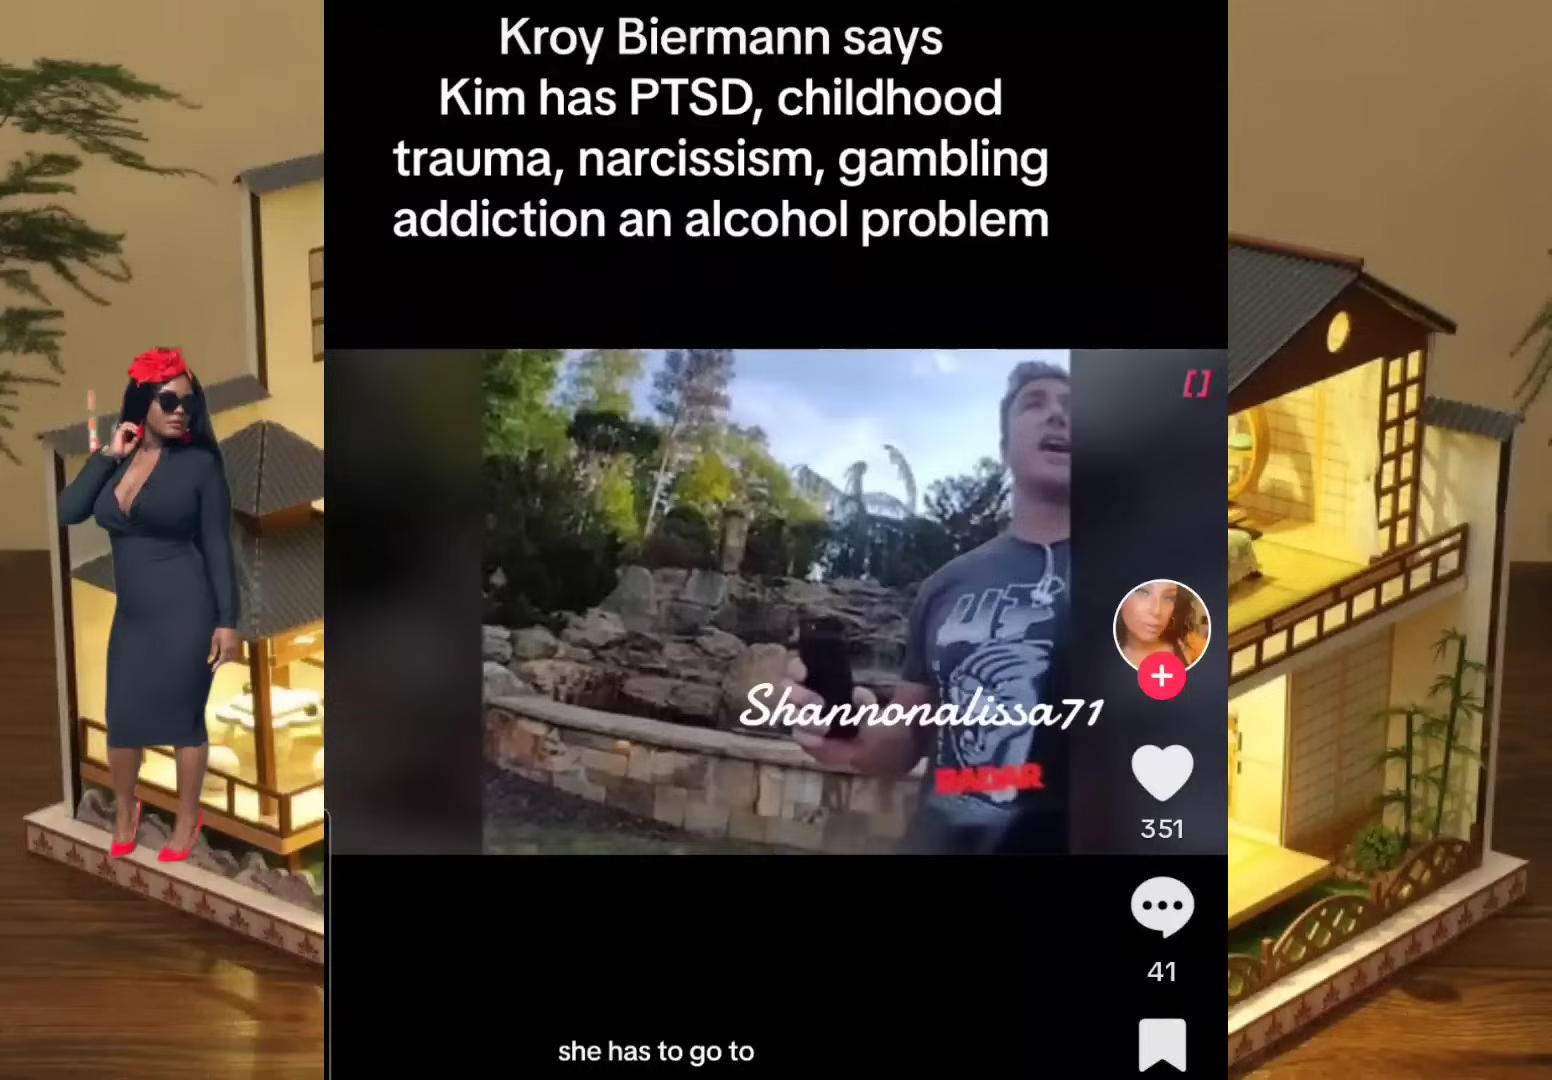 Kroy Biermann says
Kim has PTSD, childhood
trauma, narcissism, gambling
addiction an alcohol problem
[]
UFC
Shannonalissa71
RADAR
351
41
she has to go to